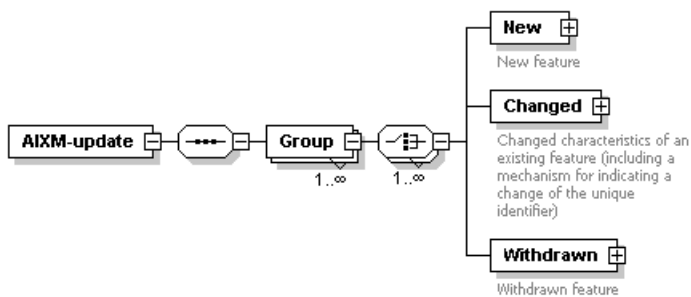 New
New feature
Changed
Changed characteristics of an
existing feature (including a
mechanism for indicating a
change of the unique
identifier)
AIXM-update
Group
1..∞
1..∞
Withdrawn
Withdrawn feature